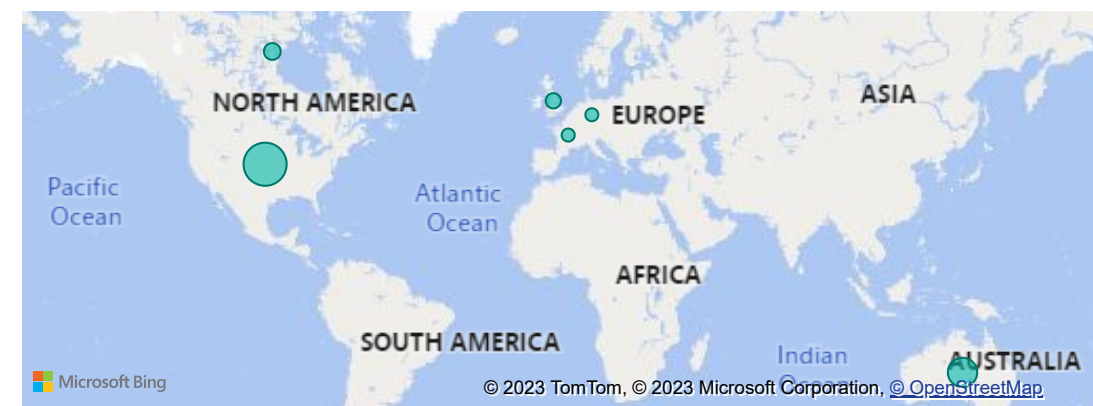 NORTH AMERICA
EUROPE
ASIA
Pacific
Ocean
Atlantic
Ocean
AFRICA
SOUTH AMERICA
Indian
Ocean
AUSTRALIA
Microsoft Bing
© 2023 TomTom, © 2023 Microsoft Corporation, © OpenStreetMap